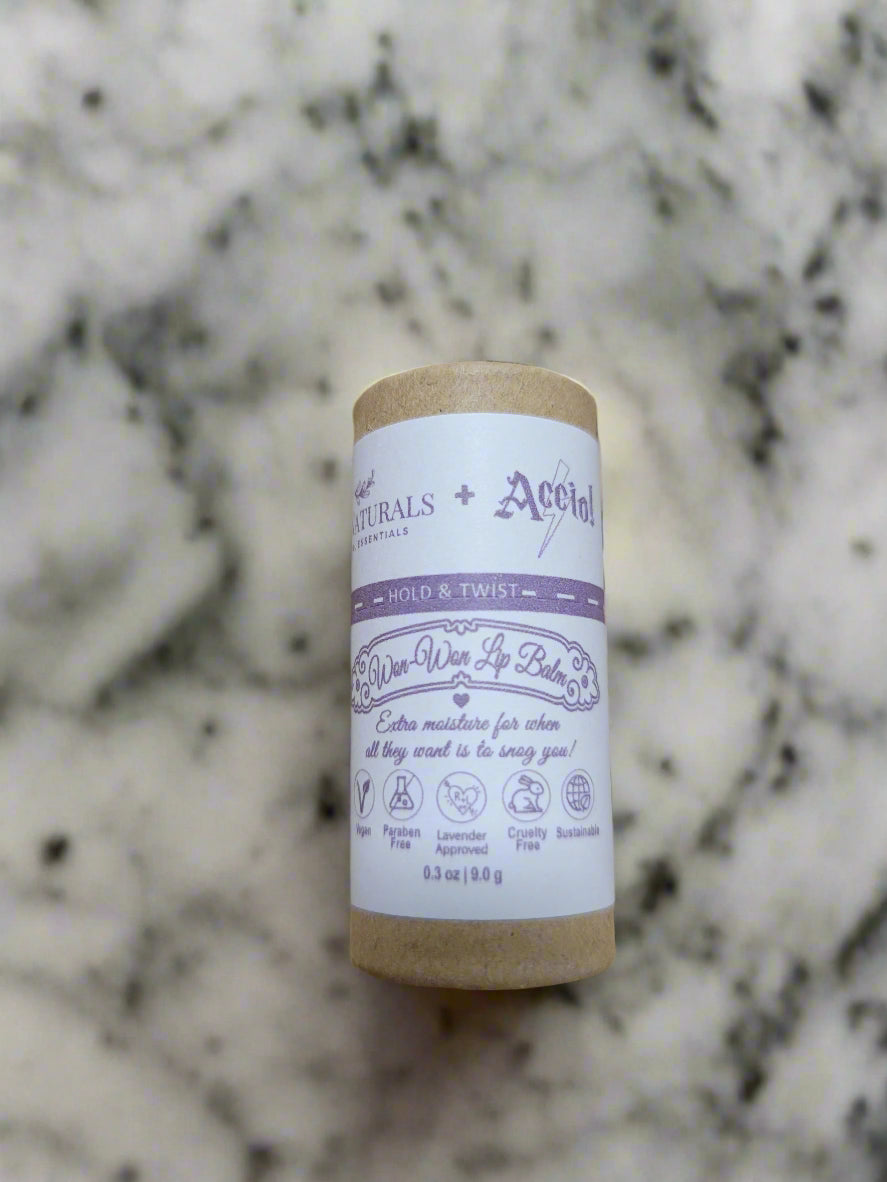 ATURALS + Accio!
ESSENTIALS
HOLD & TWIST
Won-Won Lip Balm
Extra moisture for when
all they want is to snog you!
Vegan Paraben Free Lavender Approved Cruelty Free Sustainable
R+L
0.3 oz | 9.0 g